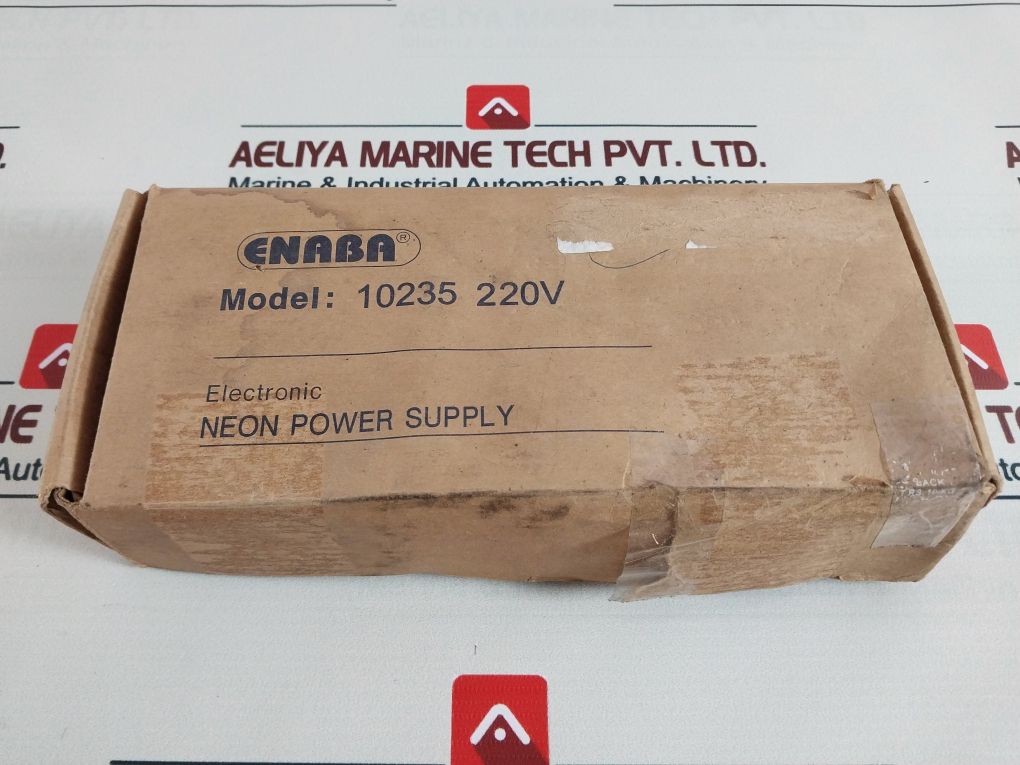 AELIYA MARINE TECH PVT. LTD.
Marine & Industrial Automation & Machinery
ENABA®
Model: 10235 220V
Electronic
NEON POWER SUPPLY